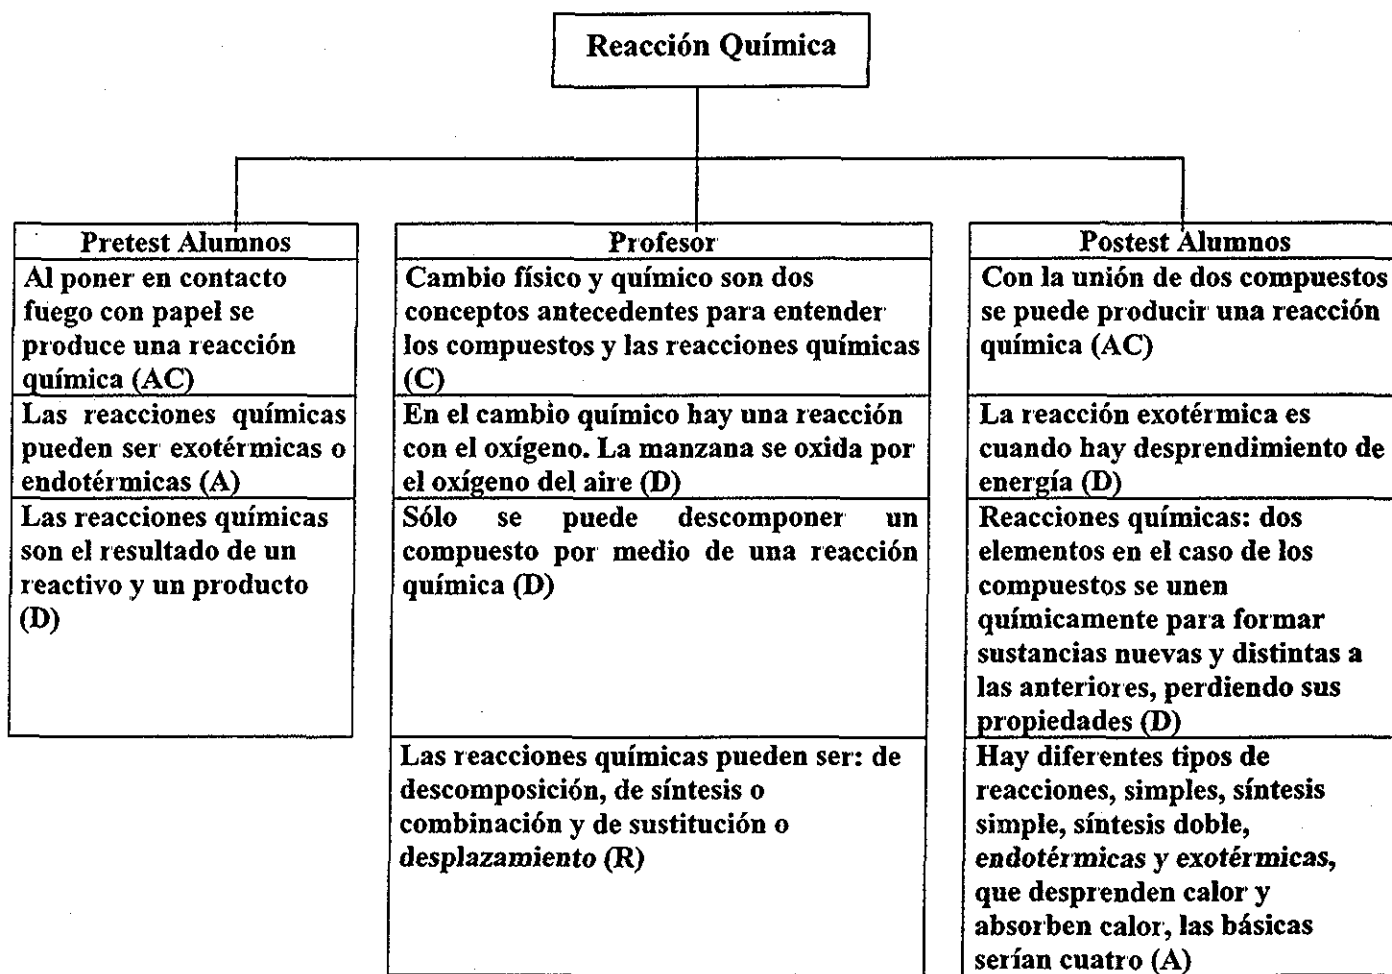 Reacción Química
Pretest Alumnos
Al poner en contacto
fuego con papel se
produce una reacción
química (AC)
Las reacciones químicas
pueden ser exotérmicas o
endotérmicas (A)
Las reacciones químicas
son el resultado de un
reactivo y un producto
(D)
Profesor
Cambio físico y químico son dos
conceptos antecedentes para entender
los compuestos y las reacciones químicas
(C)
En el cambio químico hay una reacción
con el oxígeno. La manzana se oxida por
el oxígeno del aire (D)
Sólo se puede descomponer un
compuesto por medio de una reacción
química (D)
Las reacciones químicas pueden ser: de
descomposición, de síntesis o
combinación y de sustitución o
desplazamiento (R)
Postest Alumnos
Con la unión de dos compuestos
se puede producir una reacción
química (AC)
La reacción exotérmica es
cuando hay desprendimiento de
energía (D)
Reacciones químicas: dos
elementos en el caso de los
compuestos se unen
químicamente para formar
sustancias nuevas y distintas a
las anteriores, perdiendo sus
propiedades (D)
Hay diferentes tipos de
reacciones, simples, síntesis
simple, síntesis doble,
endotérmicas y exotérmicas,
que desprenden calor y
absorben calor, las básicas
serían cuatro (A)